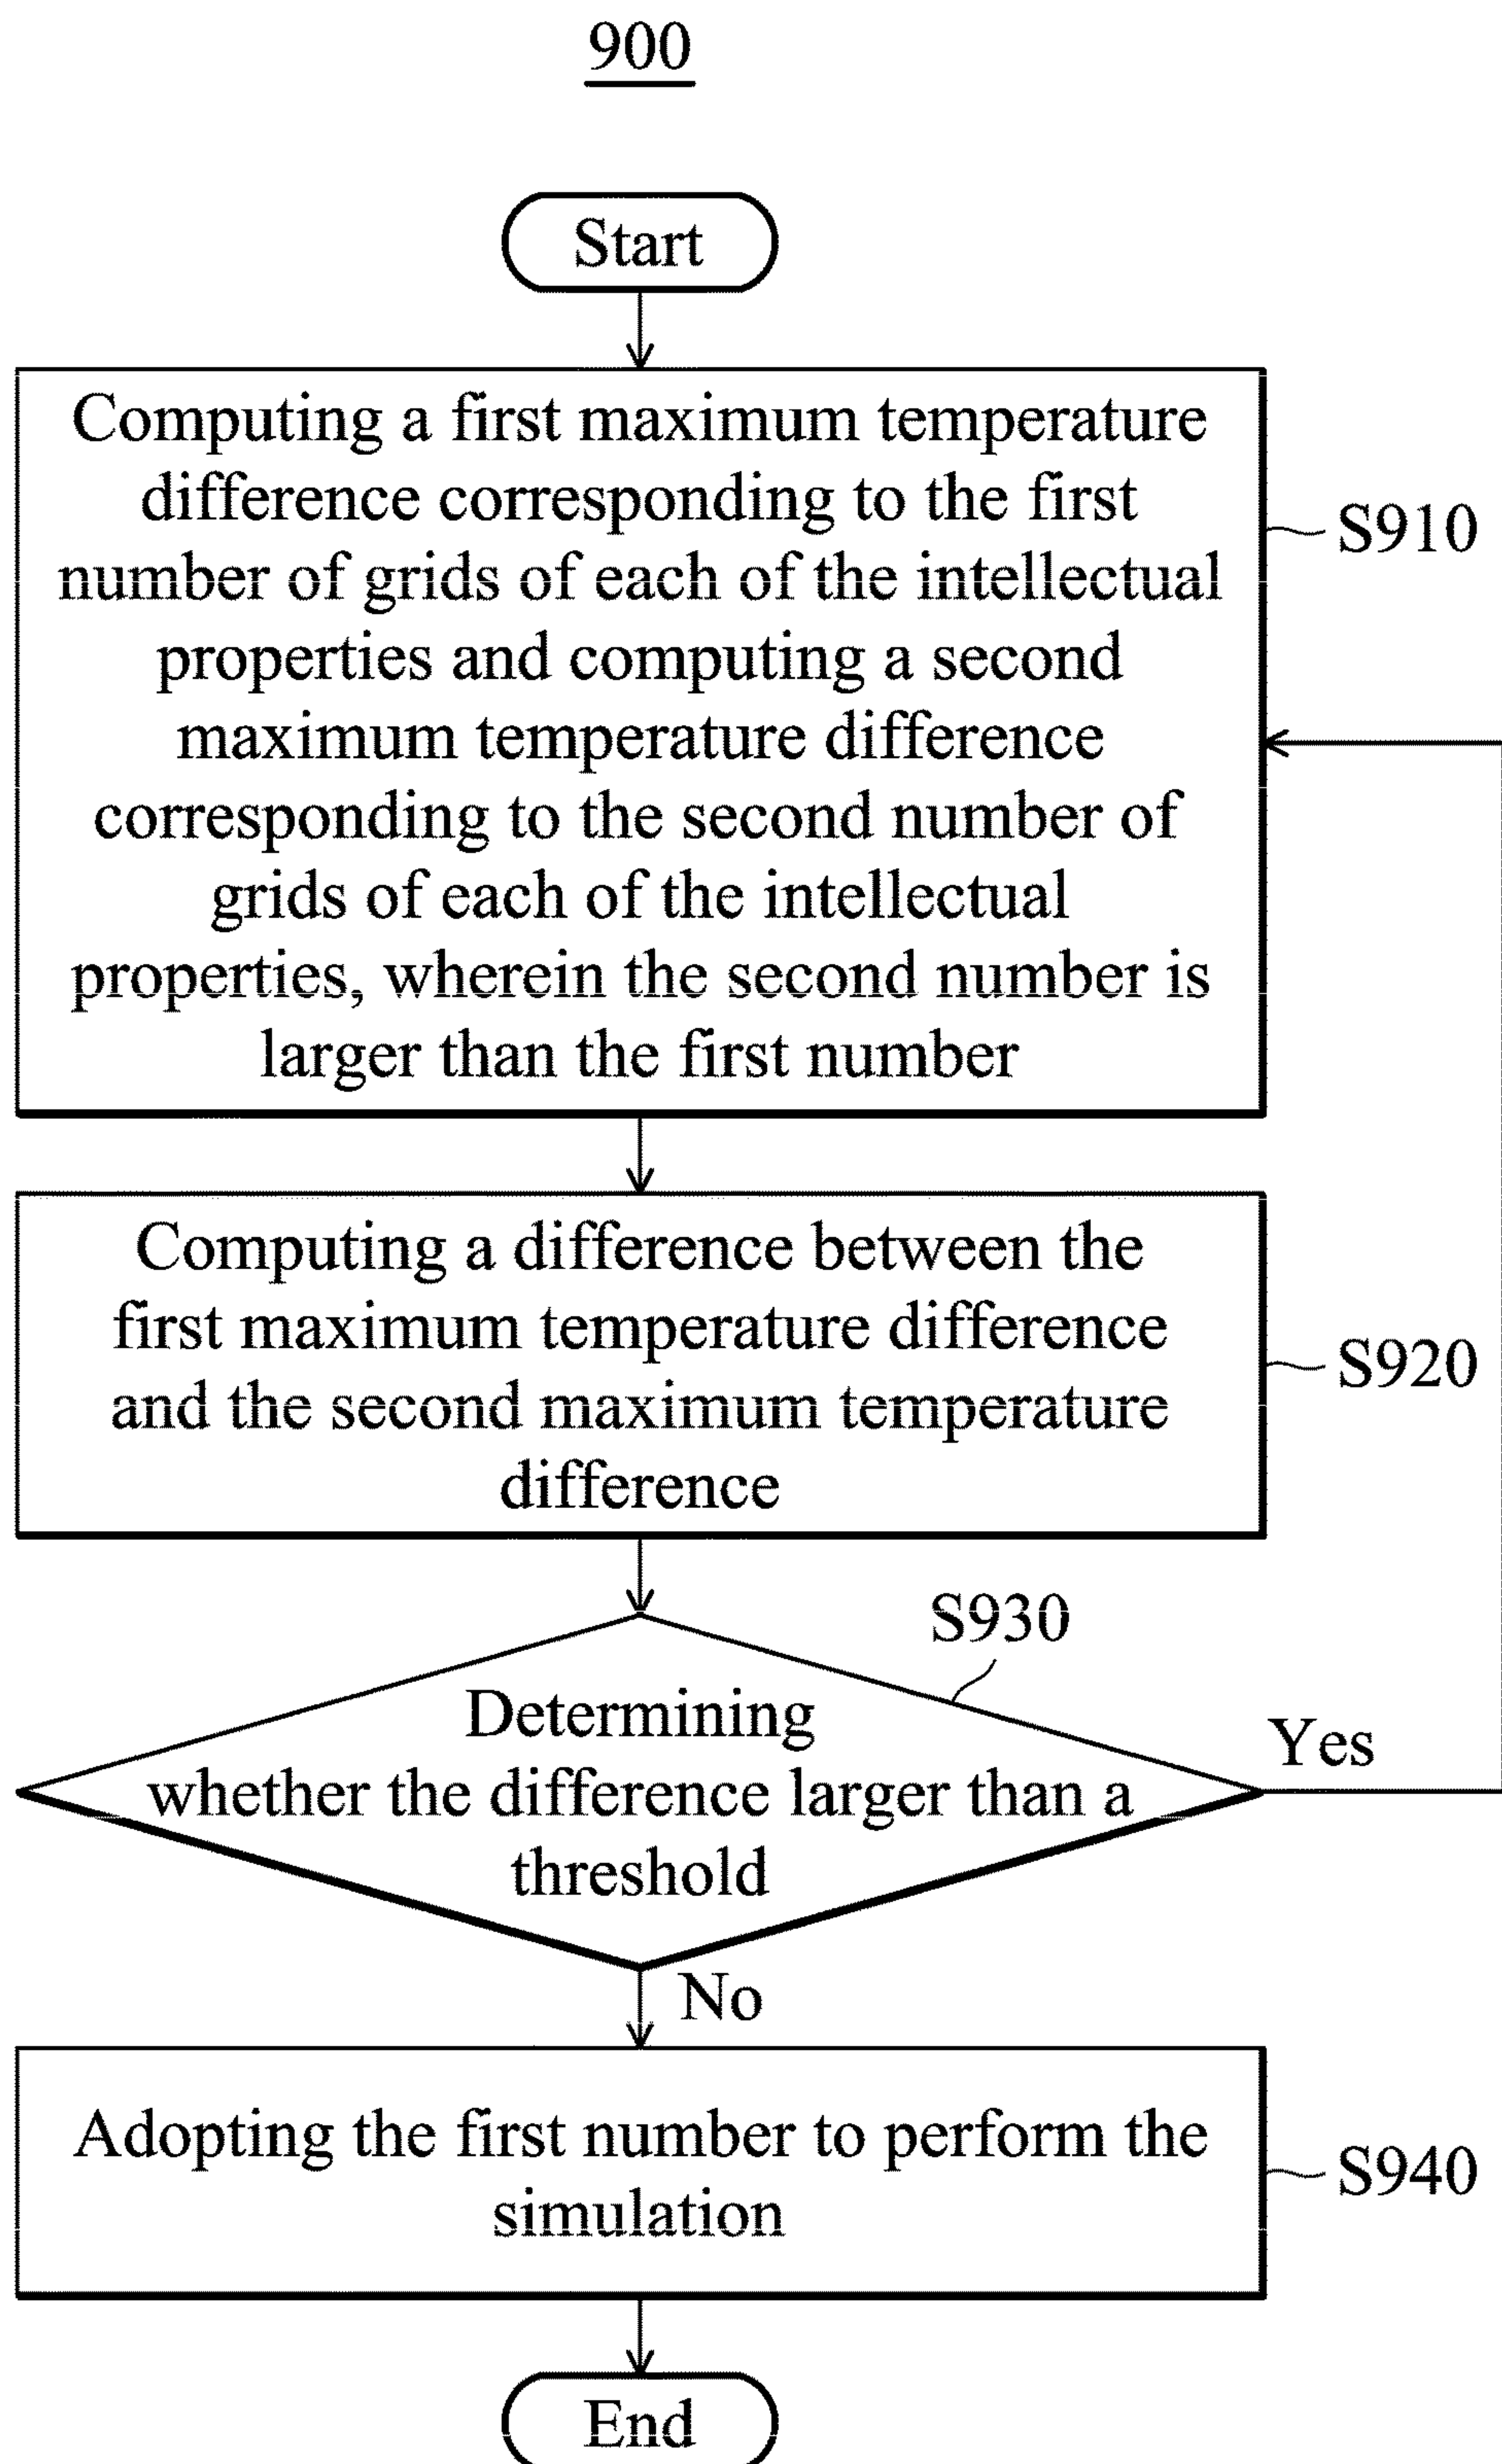 900
Start
Computing a first maximum temperature
difference corresponding to the first
number of grids of each of the intellectual
properties and computing a second
maximum temperature difference
corresponding to the second number of
grids of each of the intellectual
properties, wherein the second number is
larger than the first number
S910
Computing a difference between the
first maximum temperature difference
and the second maximum temperature
difference
S920
S930
Determining
whether the difference larger than a
threshold
Yes
No
Adopting the first number to perform the
simulation
S940
End